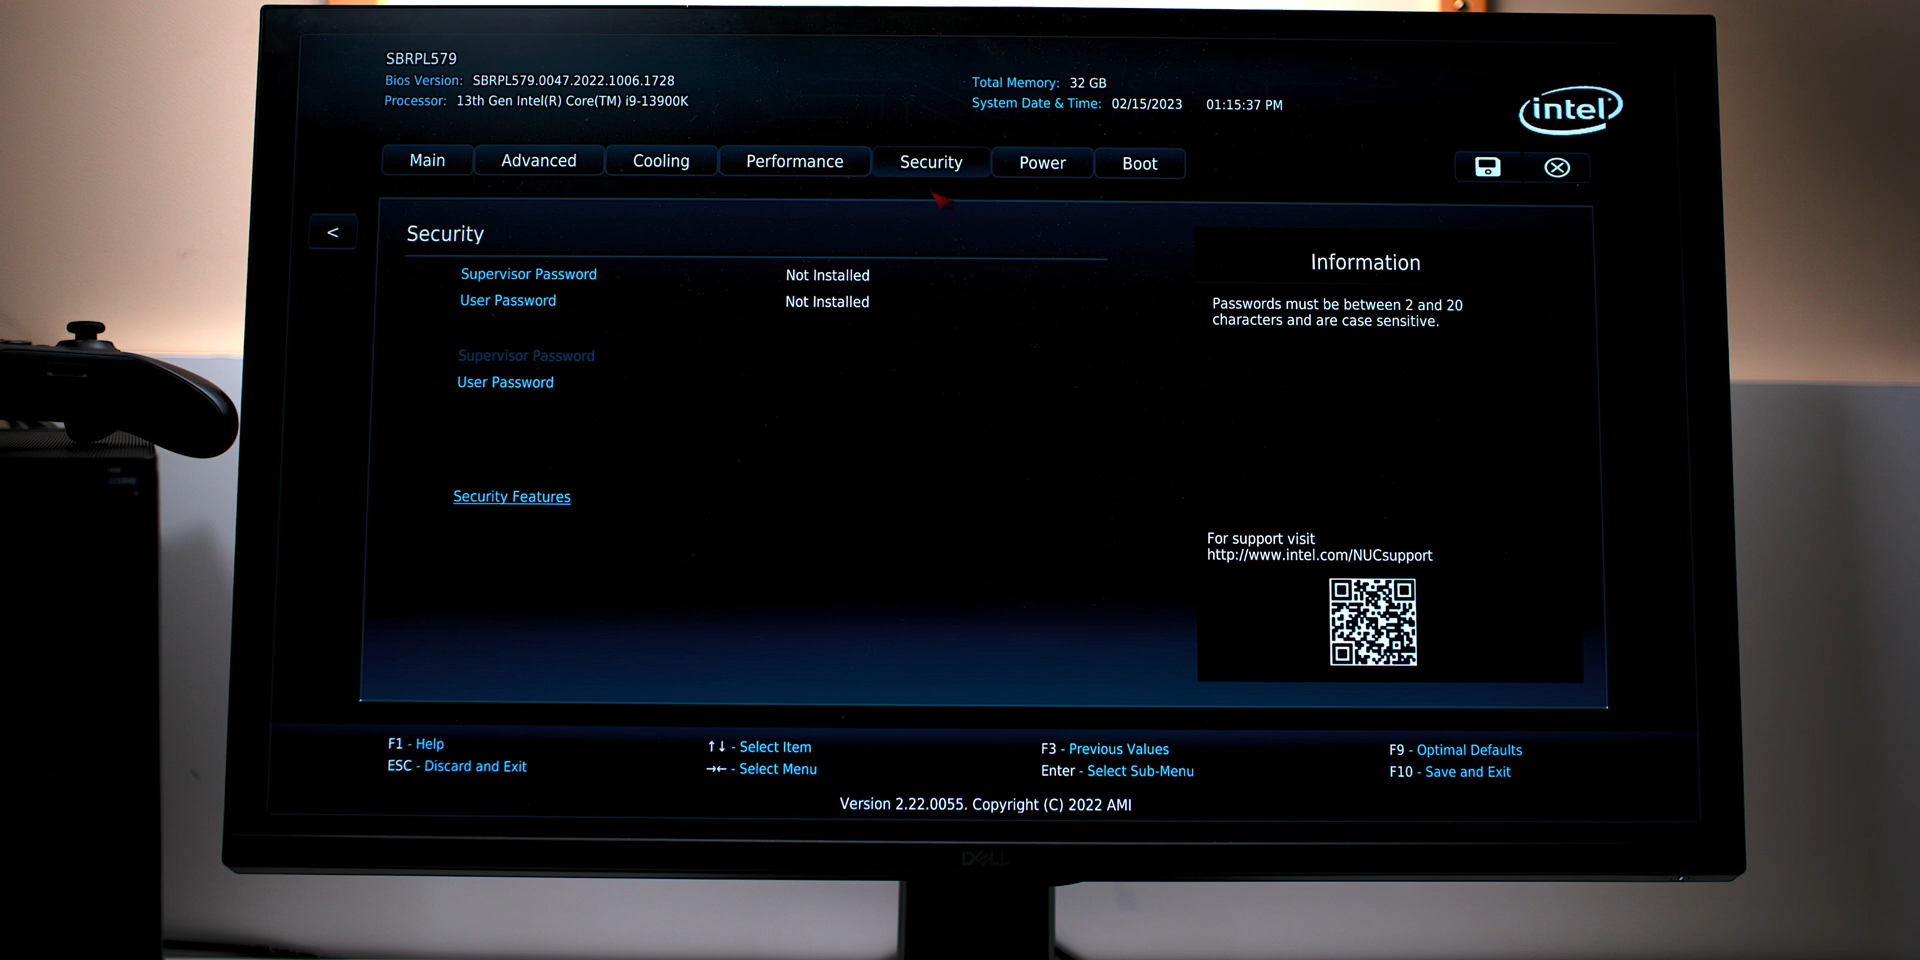 SBRPL579
Bios Version: SBRPL579.0047.2022.1006.1728
Processor: 13th Gen Intel(R) Core(TM) i9-13900K
Total Memory: 32 GB
System Date & Time: 02/15/2023 01:15:37 PM
intel
Main Advanced Cooling Performance Security Power Boot
<
Security
Supervisor Password Not Installed
User Password Not Installed
Supervisor Password
User Password
Security Features
Information
Passwords must be between 2 and 20
characters and are case sensitive.
For support visit
http://www.intel.com/NUCsupport
F1 - Help
ESC - Discard and Exit
↑↓ - Select Item
→← - Select Menu
F3 - Previous Values
Enter - Select Sub-Menu
F9 - Optimal Defaults
F10 - Save and Exit
Version 2.22.0055. Copyright (C) 2022 AMI
DELL